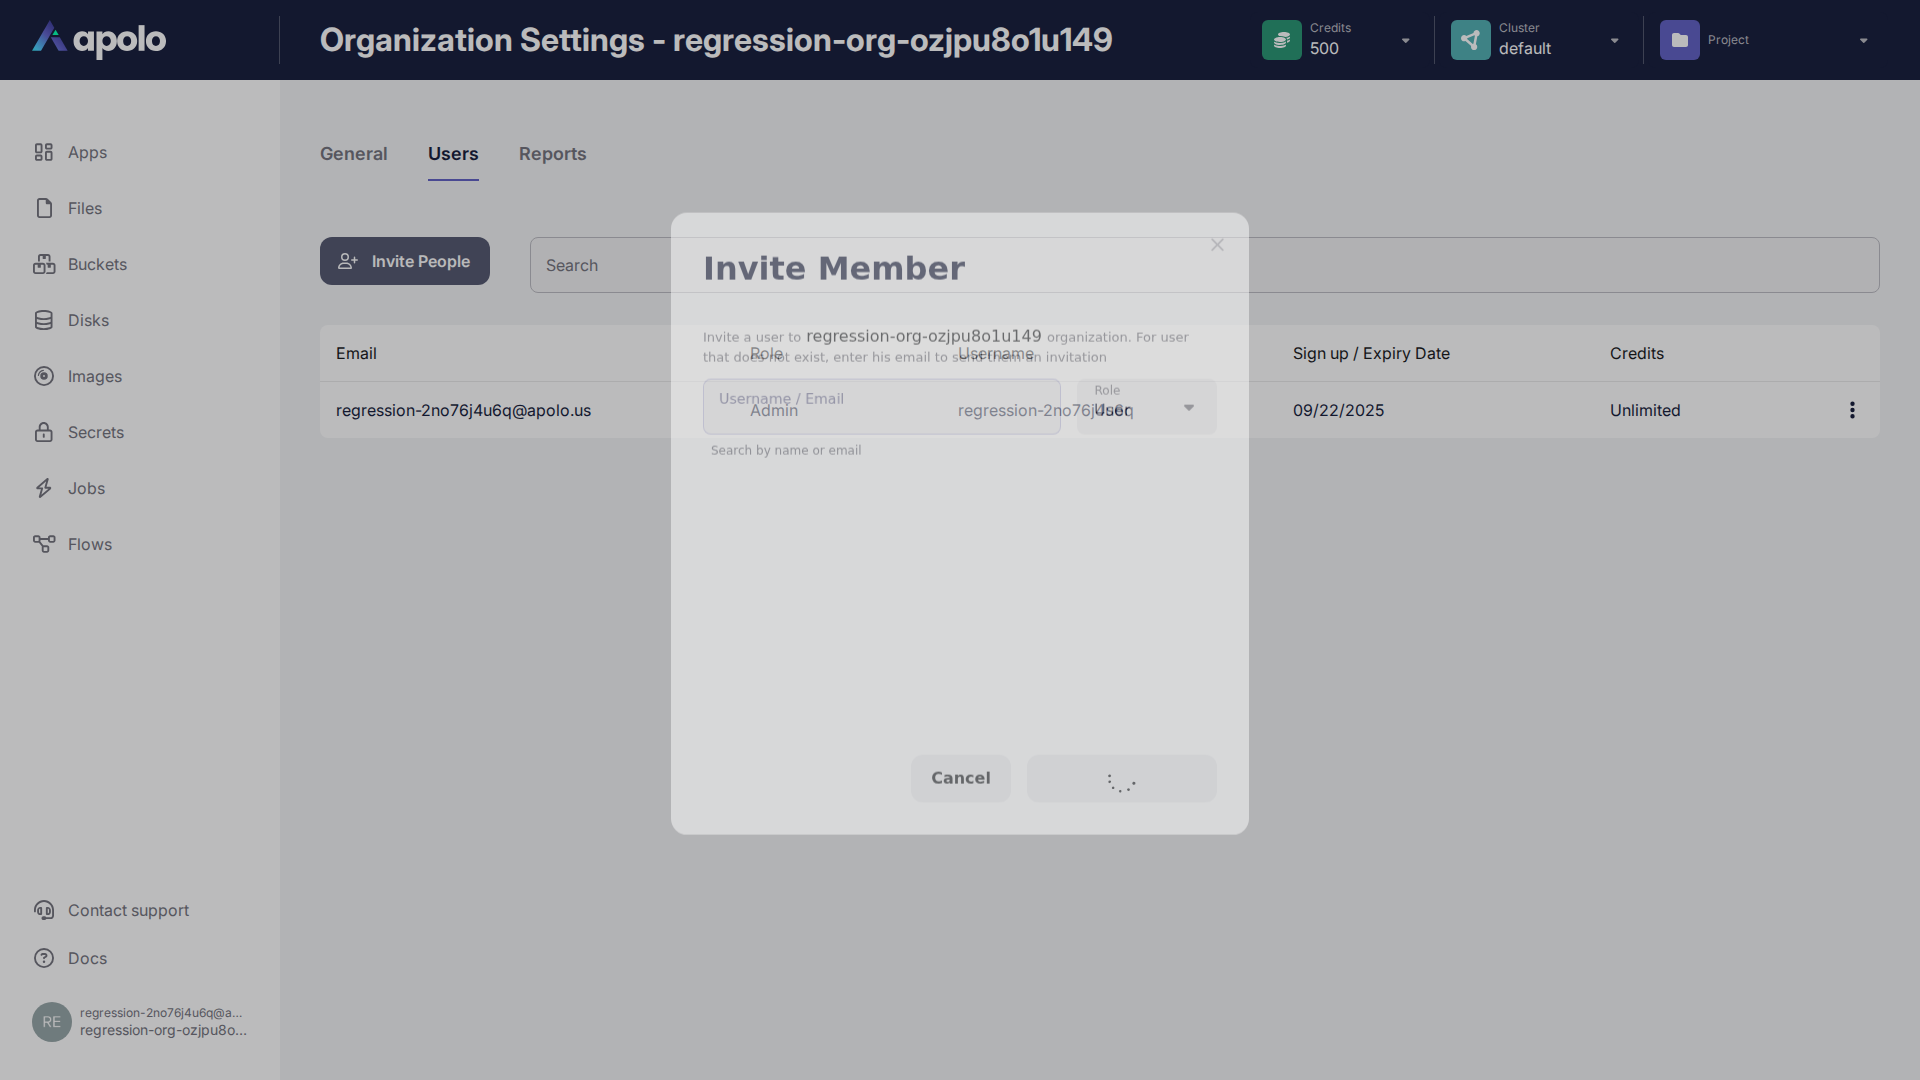 apolo
Organization Settings - regression-org-ozjpu8o1u149
Credits
500
Cluster
default
Project
Apps
Files
Buckets
Disks
Images
Secrets
Jobs
Flows
Contact support
Docs
RE
regression-2no76j4u6q@a...
regression-org-ozjpu8o...
General
Users
Reports
Invite People
Search
Email
Role
Username
Sign up / Expiry Date
Credits
regression-2no76j4u6q@apolo.us
Admin
regression-2no76j4u6q
09/22/2025
Unlimited
Invite Member
Invite a user to regression-org-ozjpu8o1u149 organization. For user
that does not exist, enter his email to send them an invitation
Username / Email
Role
User
Search by name or email
Cancel